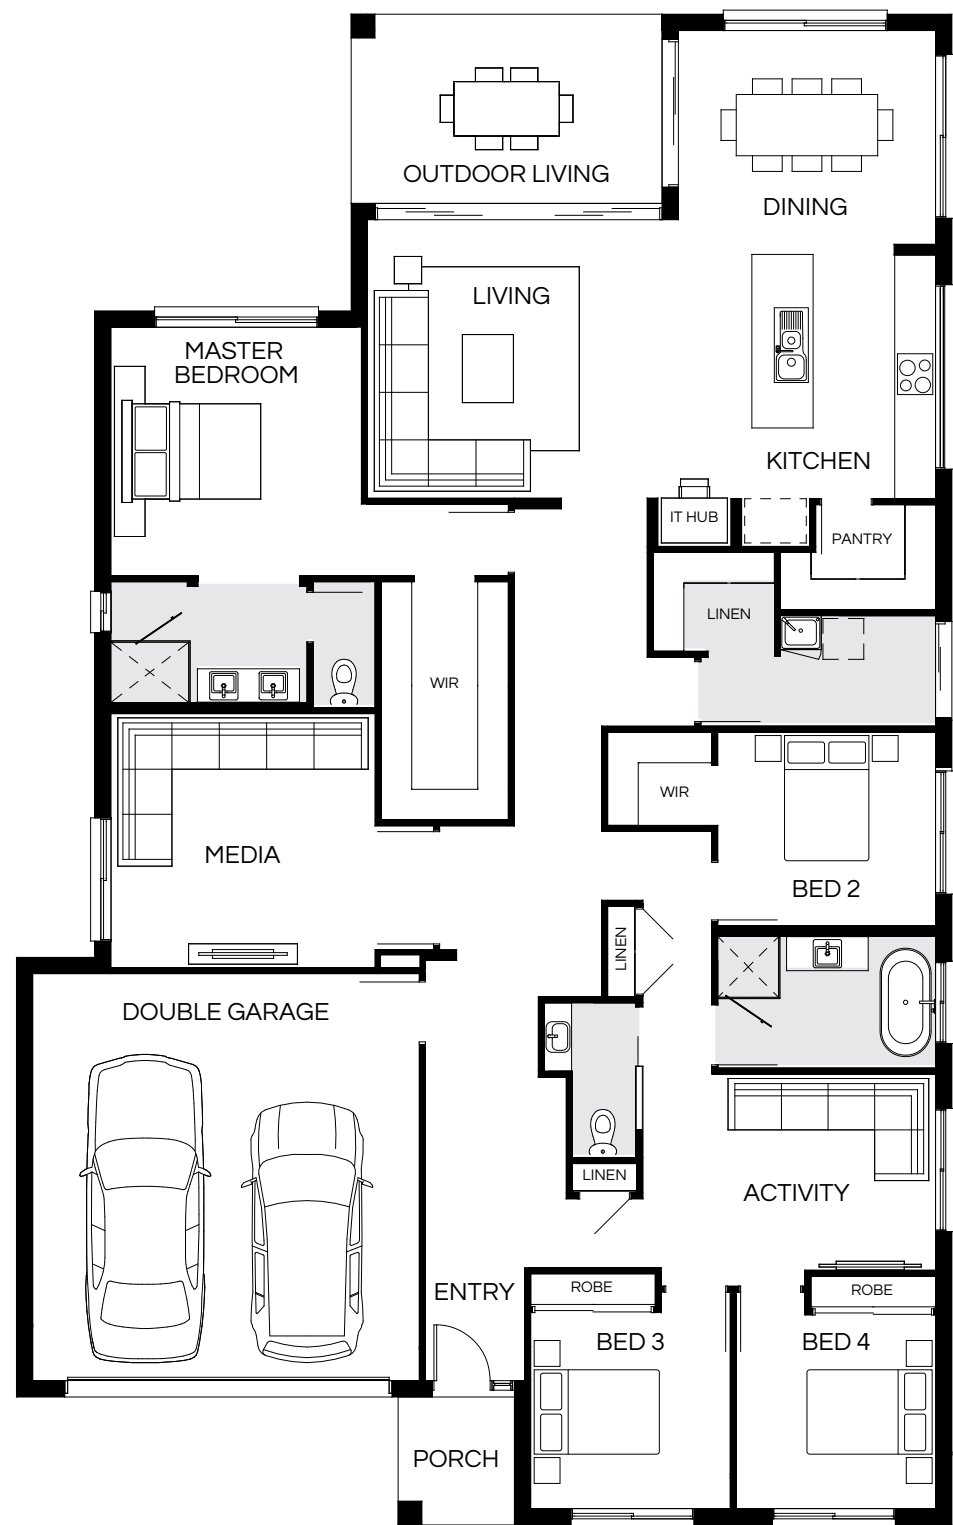 OUTDOOR LIVING
DINING
LIVING
MASTER
BEDROOM
KITCHEN
IT HUB
PANTRY
LINEN
WIR
WIR
MEDIA
BED 2
LINEN
DOUBLE GARAGE
LINEN
ACTIVITY
ENTRY
ROBE
ROBE
BED 3
BED 4
PORCH